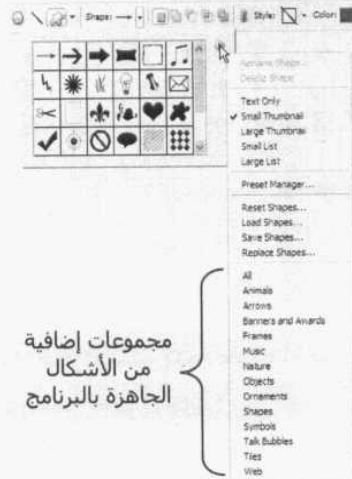 Shape:
Style:
Color:
Rename Shape...
Delete Shape
Text Only
Small Thumbnail
Large Thumbnail
Small List
Large List
Preset Manager...
Reset Shapes...
Load Shapes...
Save Shapes...
Replace Shapes...
All
Animals
Arrows
Banners and Awards
Frames
Music
Nature
Objects
Ornaments
Shapes
Symbols
Talk Bubbles
Tiles
Web
مجموعات إضافية
من الأشكال
الجاهزة بالبرنامج